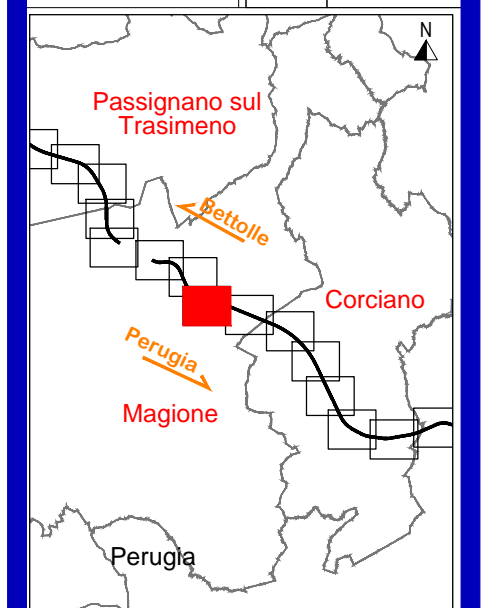 N
Passignano sul
Trasimeno
Bettolle
Corciano
Perugia
Magione
Perugia